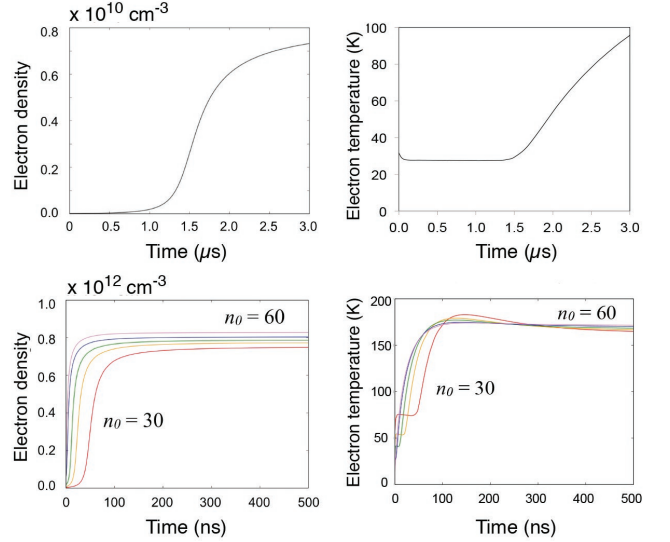 x 10¹⁰ cm⁻³
Electron density
0.8
0.6
0.4
0.2
0.0
0.0 0.5 1.0 1.5 2.0 2.5 3.0
Time (µs)
Electron temperature (K)
100
80
60
40
20
0
0.0 0.5 1.0 1.5 2.0 2.5 3.0
Time (µs)
x 10¹² cm⁻³
Electron density
1.0
0.8
0.6
0.4
0.2
0.0
n₀ = 60
n₀ = 30
0 100 200 300 400 500
Time (ns)
Electron temperature (K)
200
150
100
50
0
n₀ = 60
n₀ = 30
0 100 200 300 400 500
Time (ns)